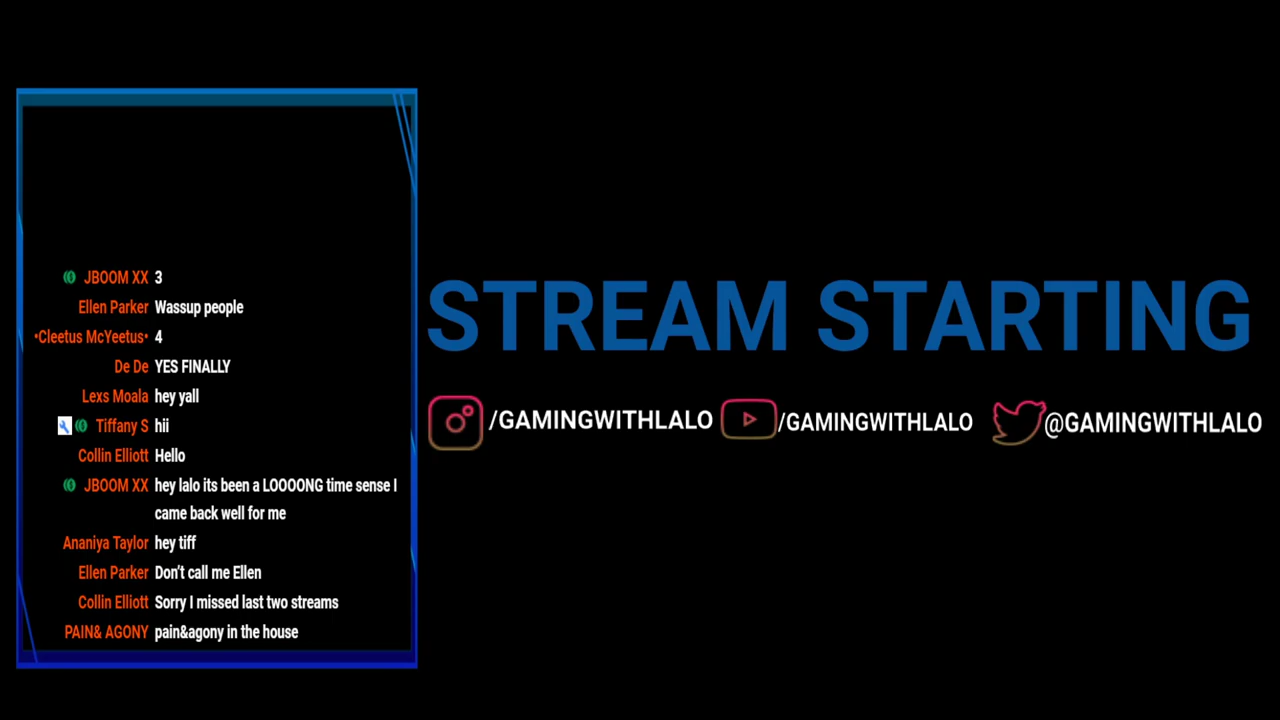 JBOOM XX 3
Ellen Parker Wassup people
•Cleetus McYeetus• 4
De De YES FINALLY
Lexs Moala hey yall
Tiffany S hii
Collin Elliott Hello
JBOOM XX hey lalo its been a LOOOONG time sense I
came back well for me
Ananiya Taylor hey tiff
Ellen Parker Don't call me Ellen
Collin Elliott Sorry I missed last two streams
PAIN& AGONY pain&agony in the house
STREAM STARTING
/GAMINGWITHLALO /GAMINGWITHLALO @GAMINGWITHLALO